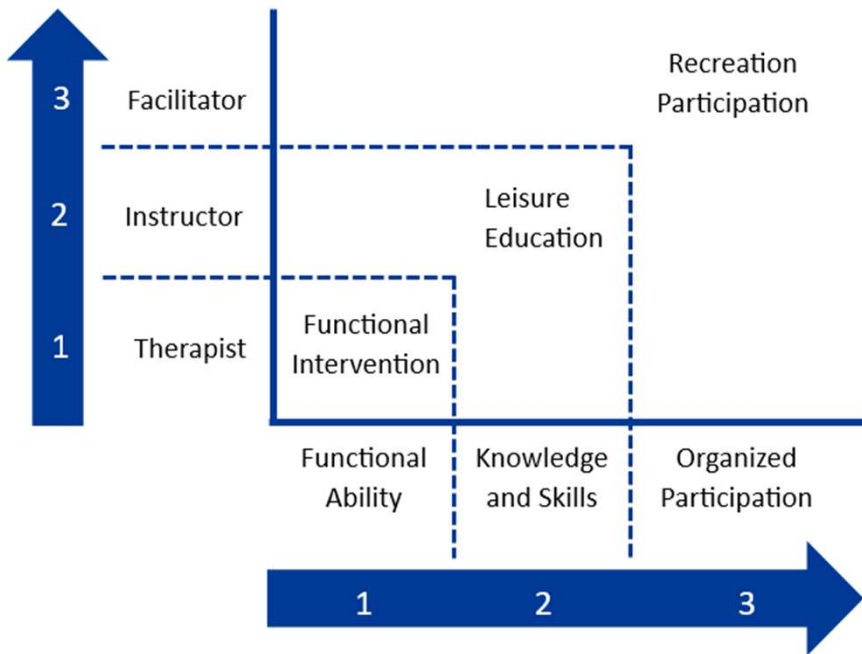 Recreation
Participation
3
Facilitator
2
Instructor
Leisure
Education
1
Therapist
Functional
Intervention
Functional
Ability
Knowledge
and Skills
Organized
Participation
1
2
3